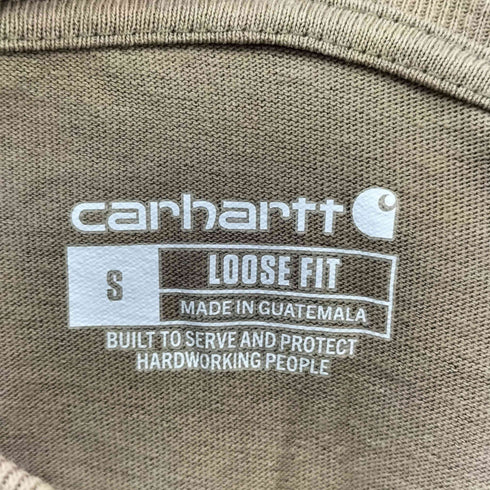 carhartt
S
LOOSE FIT
MADE IN GUATEMALA
BUILT TO SERVE AND PROTECT
HARDWORKING PEOPLE